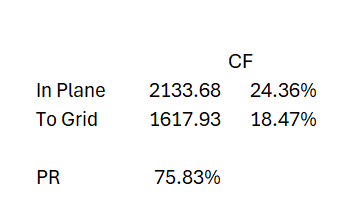 CF
In Plane 2133.68 24.36%
To Grid 1617.93 18.47%
PR 75.83%